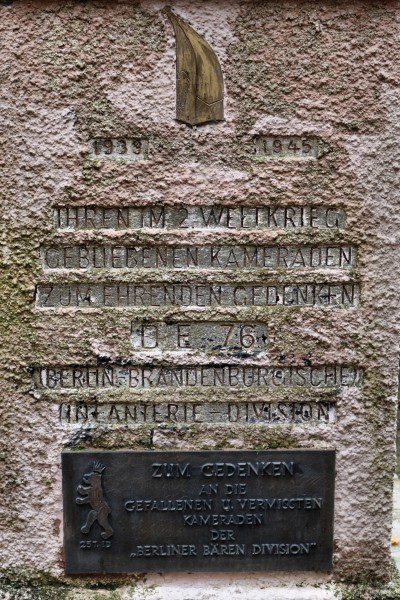 1939 1945
IHREN IM 2. WELTKRIEG
GEBLIEBENEN KAMERADEN
ZUM EHRENDEN GEDENKEN
DIE 76.
(BERLIN-BRANDENBURGISCHE)
INFANTERIE-DIVISION
ZUM GEDENKEN
AN DIE
GEFALLENEN U. VERMISSTEN
KAMERADEN
DER
„BERLINER BÄREN DIVISION"